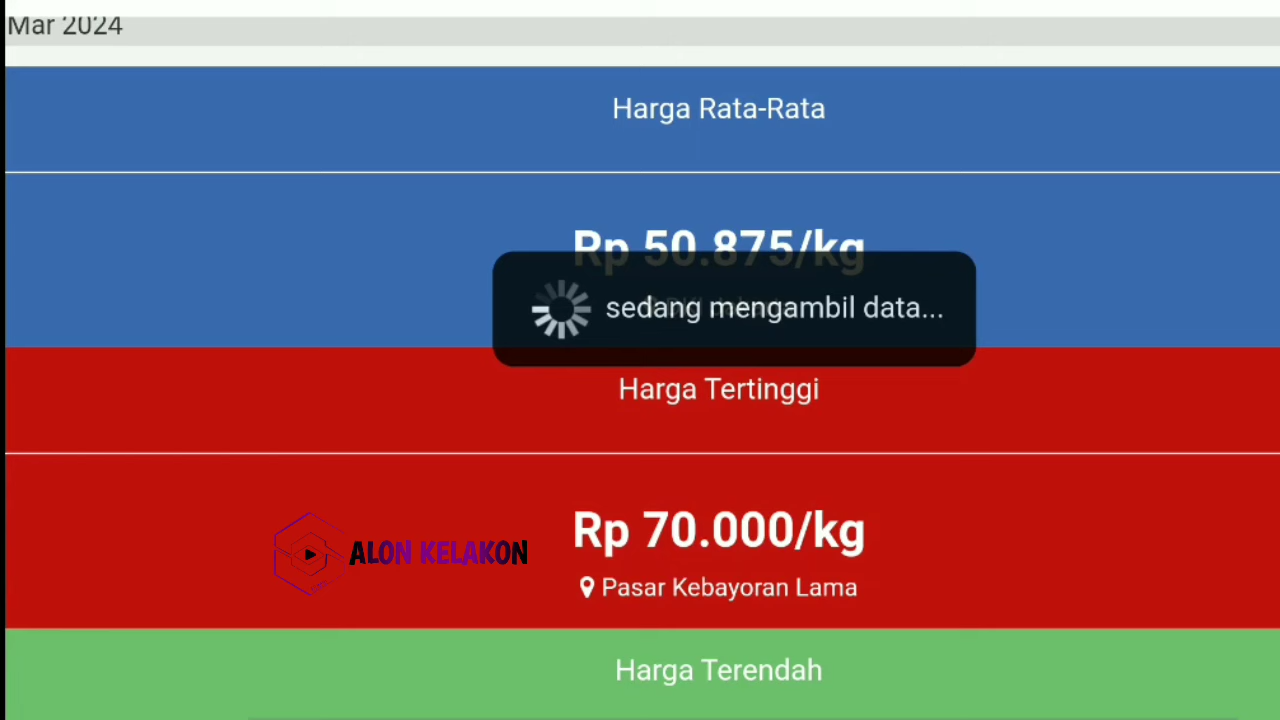 Mar 2024
Harga Rata-Rata
Rp 50.875/kg
sedang mengambil data...
Harga Tertinggi
Rp 70.000/kg
ALON KELAKON
Pasar Kebayoran Lama
Harga Terendah